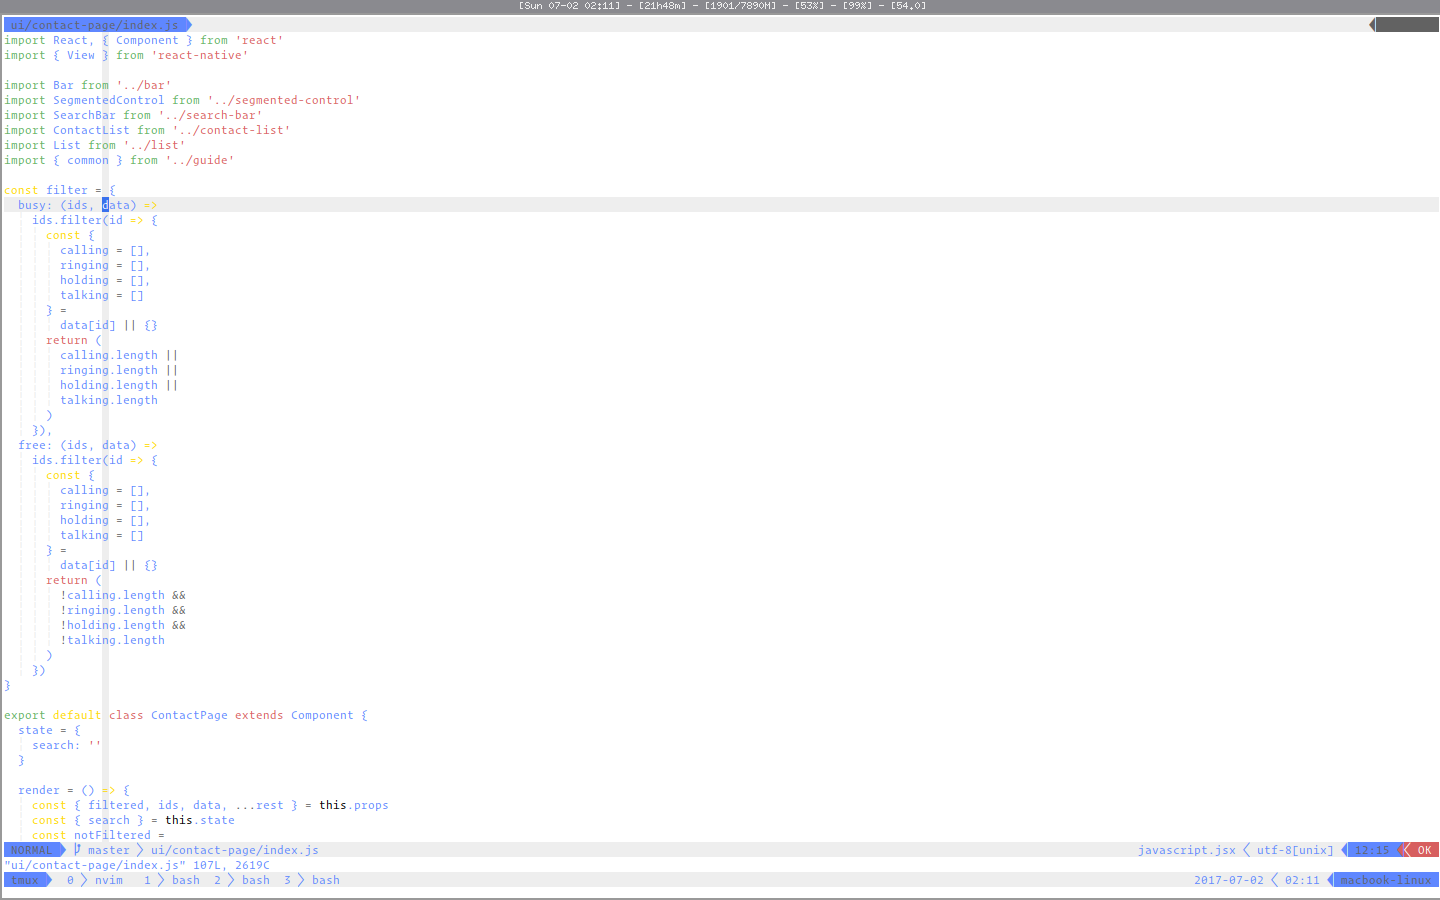 [Sun 07-02 02:11] - [21h48m] - [1901/7890M] - [53%] - [99%] - [54.0]
ui/contact-page/index.js
import React, { Component } from 'react'
import { View } from 'react-native'

import Bar from '../bar'
import SegmentedControl from '../segmented-control'
import SearchBar from '../search-bar'
import ContactList from '../contact-list'
import List from '../list'
import { common } from '../guide'

const filter = {
  busy: (ids, data) =>
    ids.filter(id => {
      const {
        calling = [],
        ringing = [],
        holding = [],
        talking = []
      } =
        data[id] || {}
      return (
        calling.length ||
        ringing.length ||
        holding.length ||
        talking.length
      )
    }),
  free: (ids, data) =>
    ids.filter(id => {
      const {
        calling = [],
        ringing = [],
        holding = [],
        talking = []
      } =
        data[id] || {}
      return (
        !calling.length &&
        !ringing.length &&
        !holding.length &&
        !talking.length
      )
    })
}

export default class ContactPage extends Component {
  state = {
    search: ''
  }

  render = () => {
    const { filtered, ids, data, ...rest } = this.props
    const { search } = this.state
    const notFiltered =
NORMAL master ui/contact-page/index.js javascript.jsx utf-8[unix] 12:15 OK
"ui/contact-page/index.js" 107L, 2619C
tmux 0 nvim 1 bash 2 bash 3 bash 2017-07-02 02:11 macbook-linux